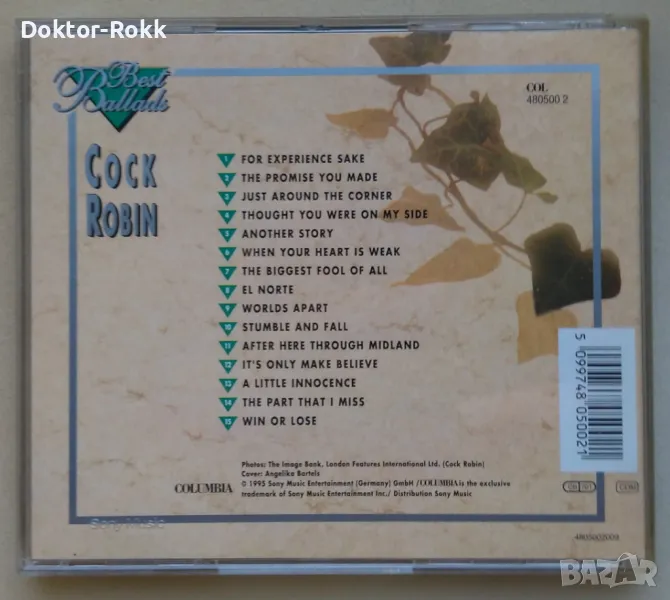 Doktor-Rokk
Best
Ballads
COL
480500 2
COCK
ROBIN
1 FOR EXPERIENCE SAKE
2 THE PROMISE YOU MADE
3 JUST AROUND THE CORNER
4 THOUGHT YOU WERE ON MY SIDE
5 ANOTHER STORY
6 WHEN YOUR HEART IS WEAK
7 THE BIGGEST FOOL OF ALL
8 EL NORTE
9 WORLDS APART
10 STUMBLE AND FALL
11 AFTER HERE THROUGH MIDLAND
12 IT'S ONLY MAKE BELIEVE
13 A LITTLE INNOCENCE
14 THE PART THAT I MISS
15 WIN OR LOSE
5 099748 050021
Photos: The Image Bank, London Features International Ltd. (Cock Robin)
Cover: Angelika Bartels
© 1995 Sony Music Entertainment (Germany) GmbH /COLUMBIA is the exclusive
trademark of Sony Music Entertainment Inc./ Distribution Sony Music
COLUMBIA
Sony Music
BAZAR